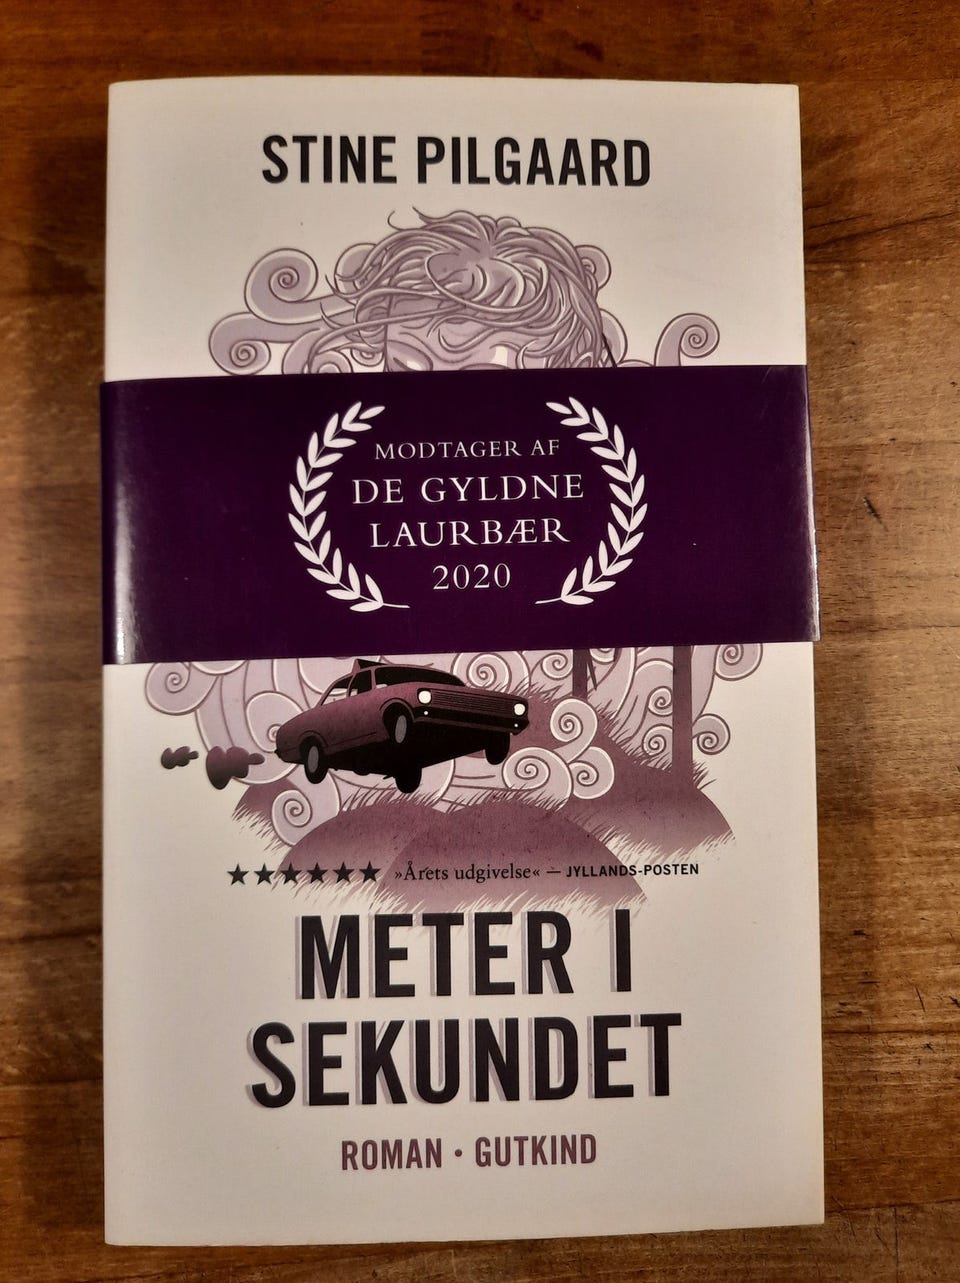 STINE PILGAARD
MODTAGER AF
DE GYLDNE
LAURBÆR
2020
★★★★★★ »Årets udgivelse« — JYLLANDS-POSTEN
METER I
SEKUNDET
ROMAN • GUTKIND